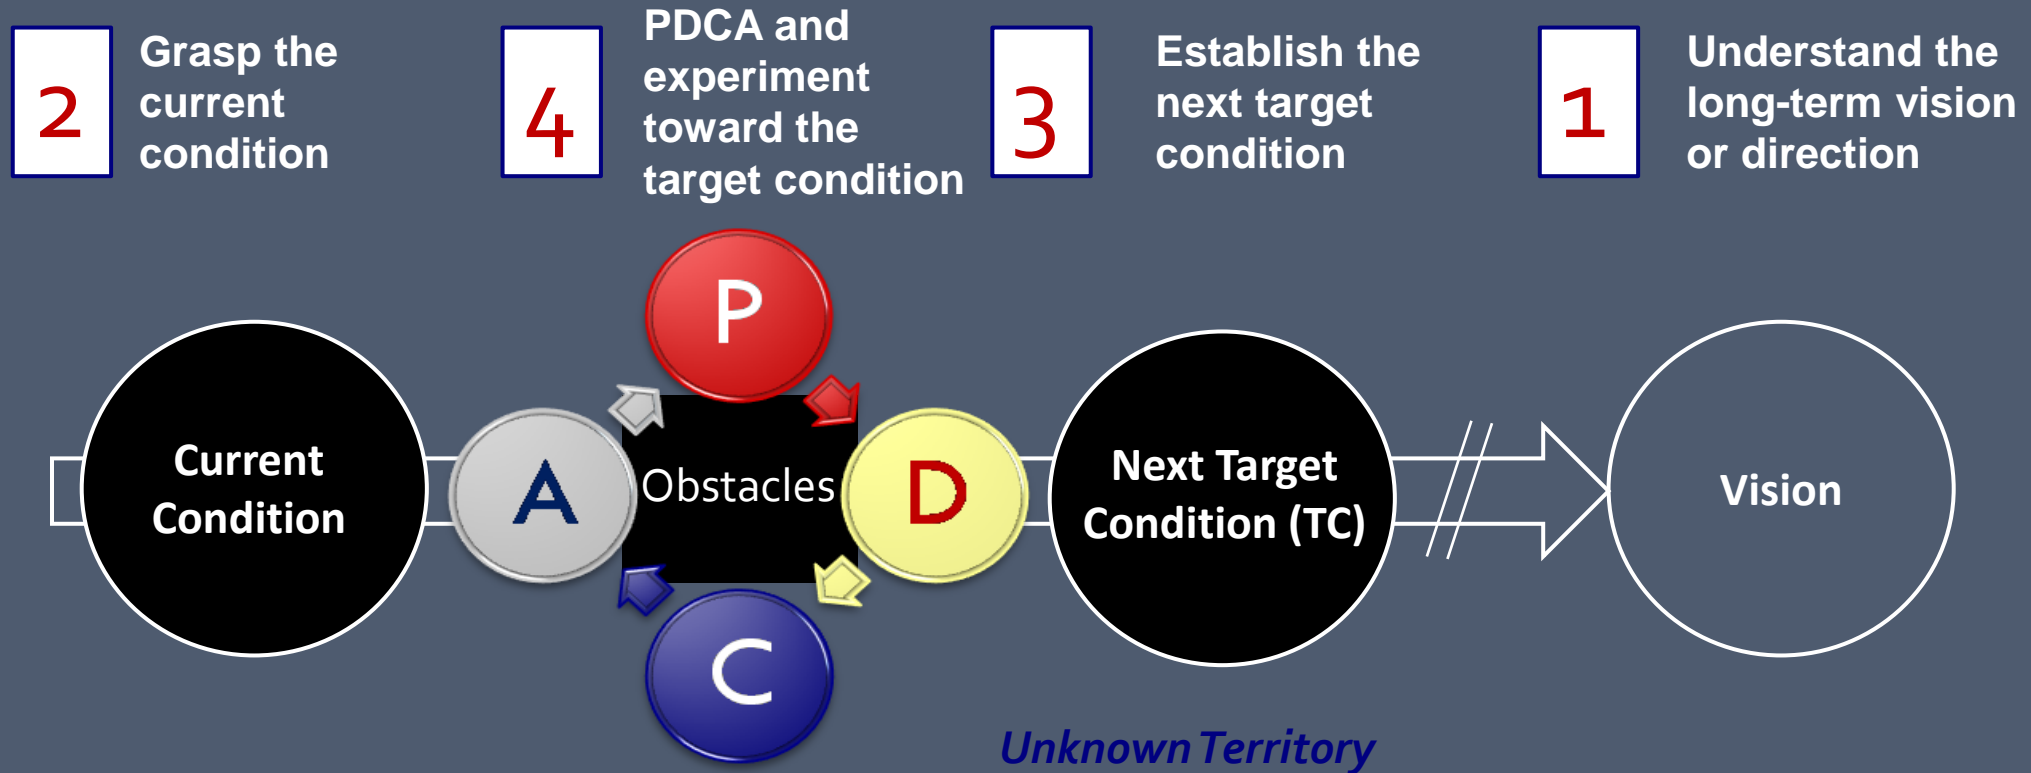 2
Grasp the
current
condition
4
PDCA and
experiment
toward the
target condition
3
Establish the
next target
condition
1
Understand the
long-term vision
or direction
Current
Condition
P
A
Obstacles
D
C
Next Target
Condition (TC)
Vision
Unknown Territory